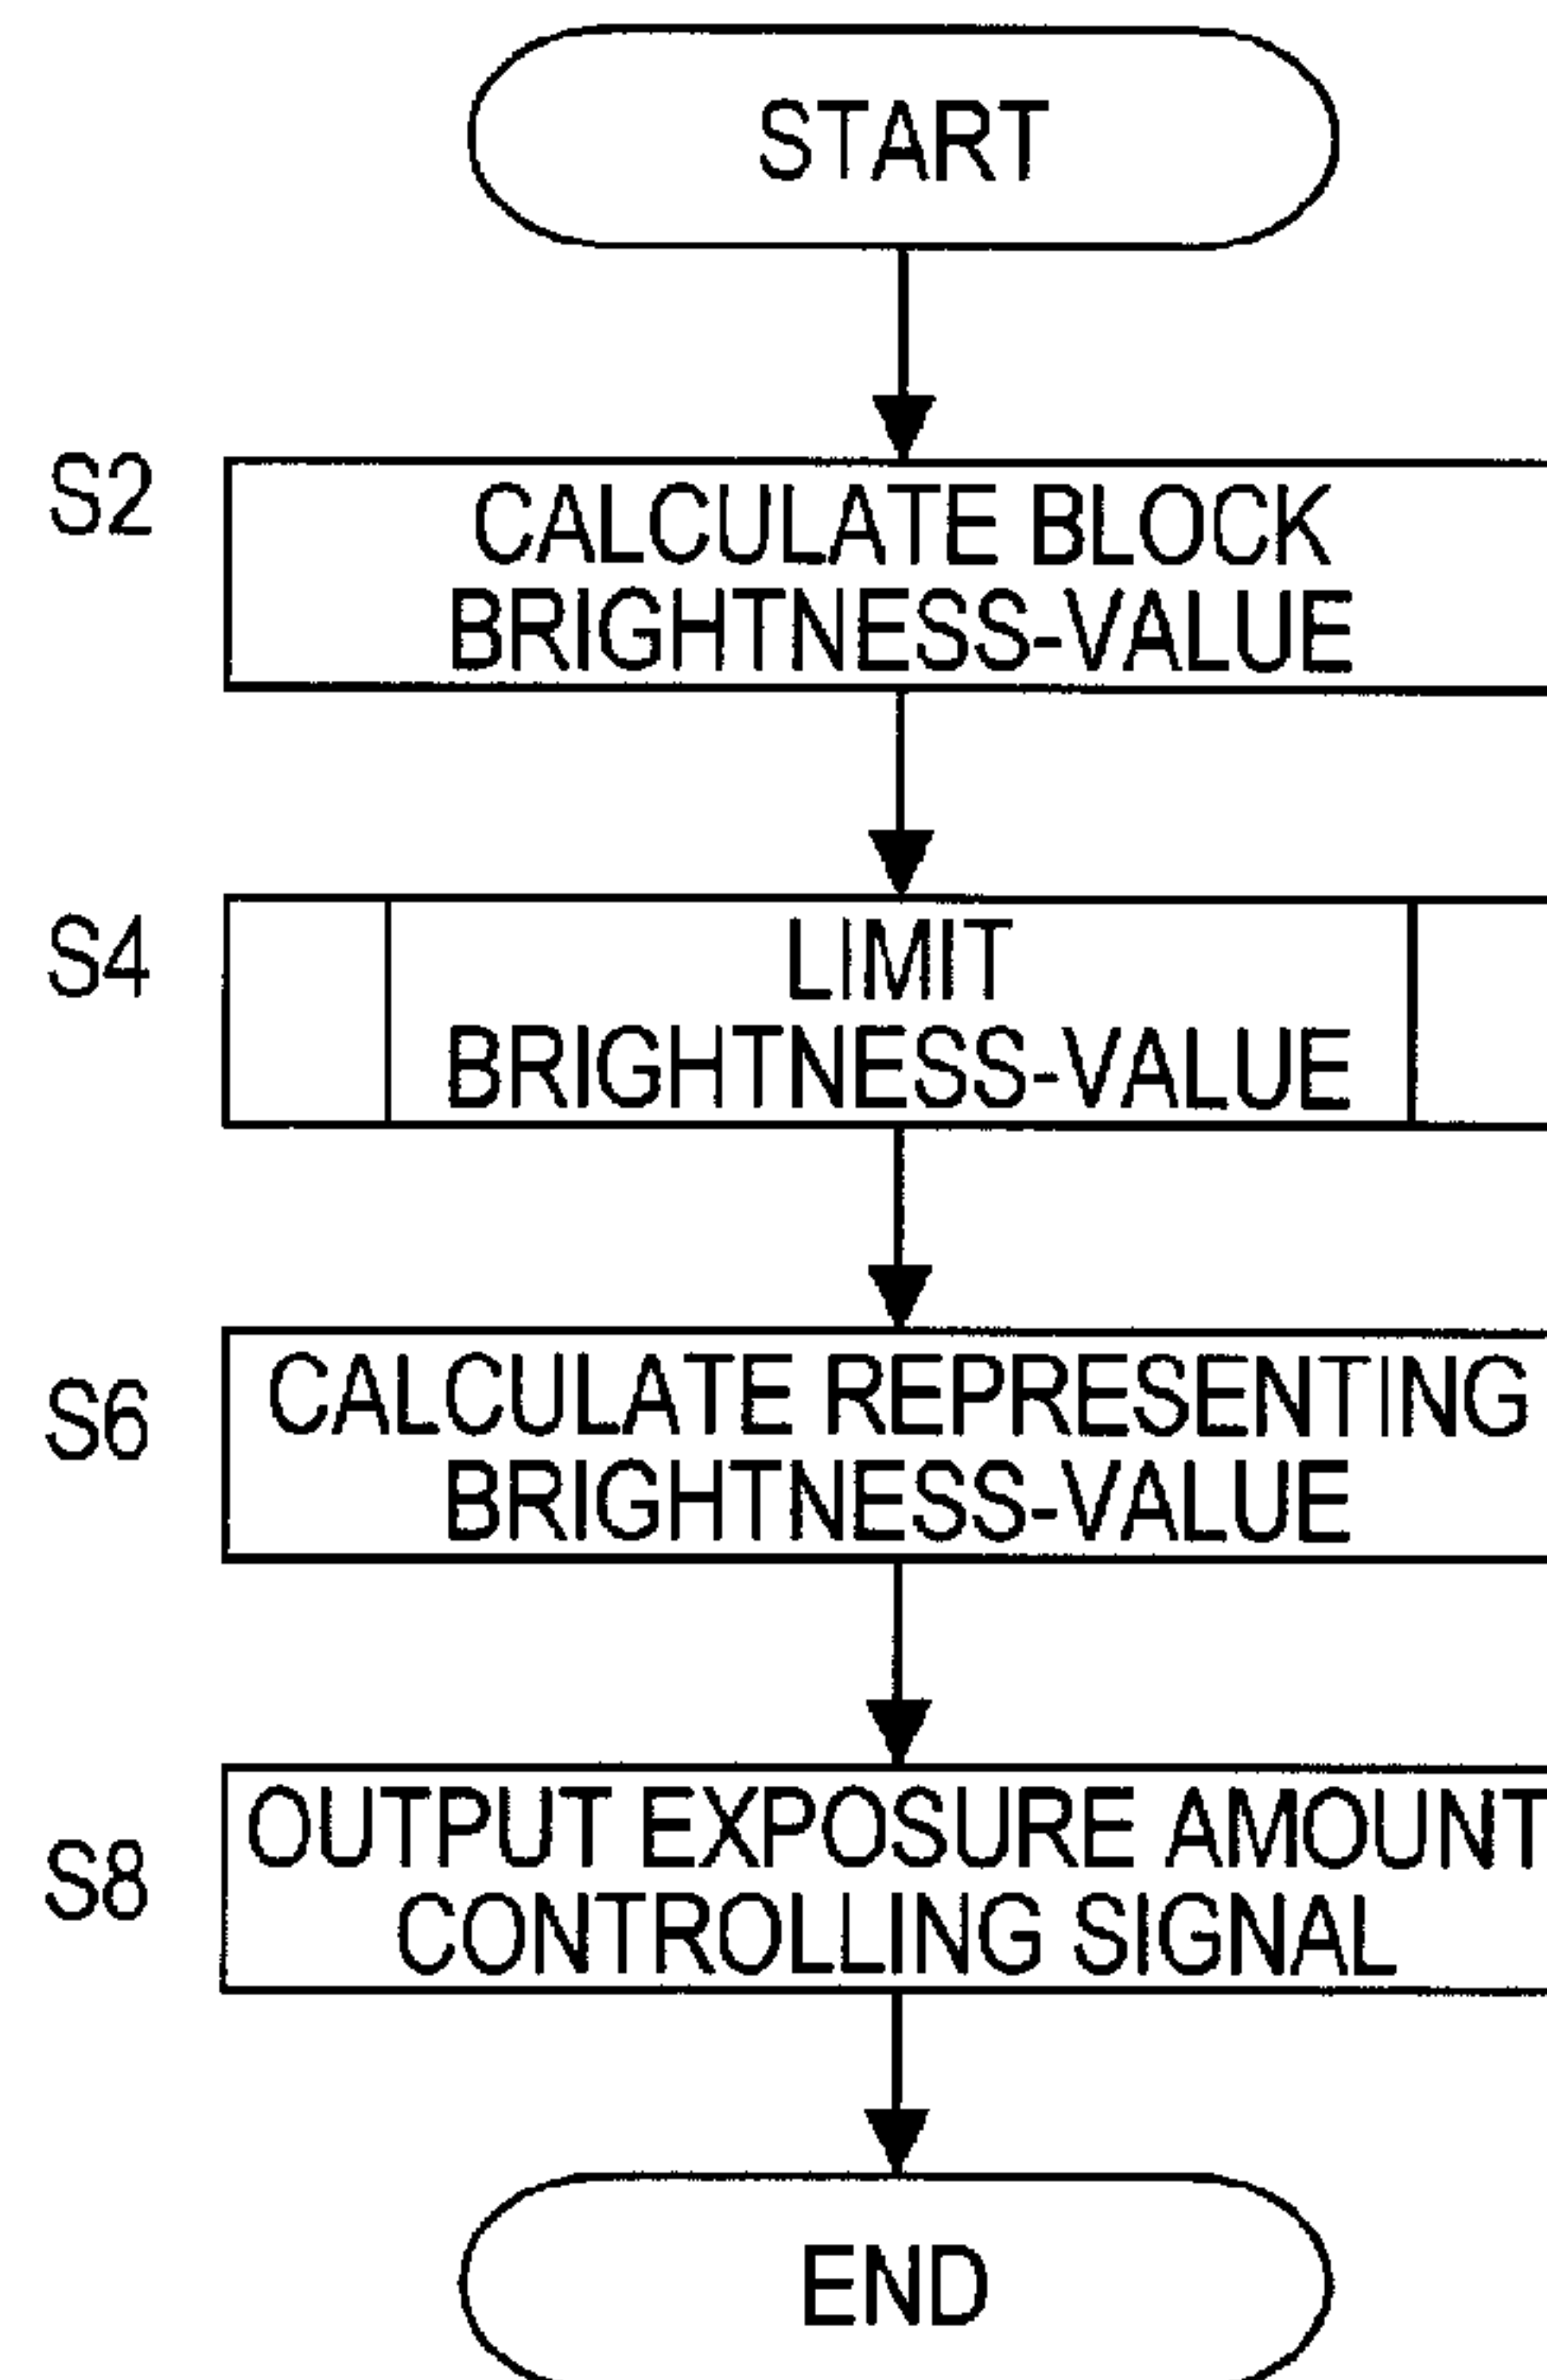 START
S2
CALCULATE BLOCK
BRIGHTNESS-VALUE
S4
LIMIT
BRIGHTNESS-VALUE
S6
CALCULATE REPRESENTING
BRIGHTNESS-VALUE
S8
OUTPUT EXPOSURE AMOUNT
CONTROLLING SIGNAL
END